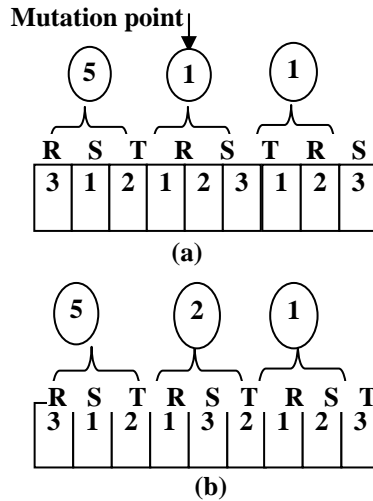 Mutation point
5 1 1
R S T R S T R S
3 1 2 1 2 3 1 2 3
(a)
5 2 1
R S T R S T R S T
3 1 2 1 3 2 1 2 3
(b)